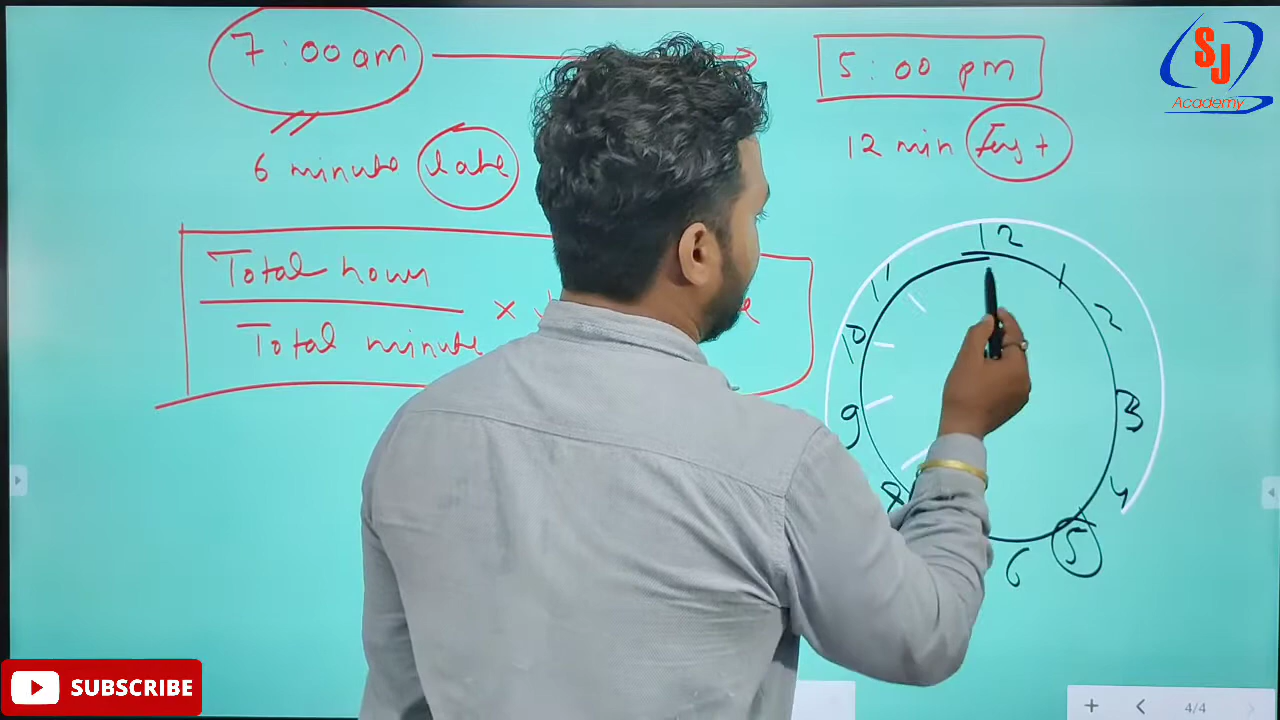 7:00 am
5:00 pm
SJ
Academy
6 minute late
12 min Fast
Total hour
Total minute
×
12
1
2
3
4
5
6
8
9
10
11
SUBSCRIBE
4/4